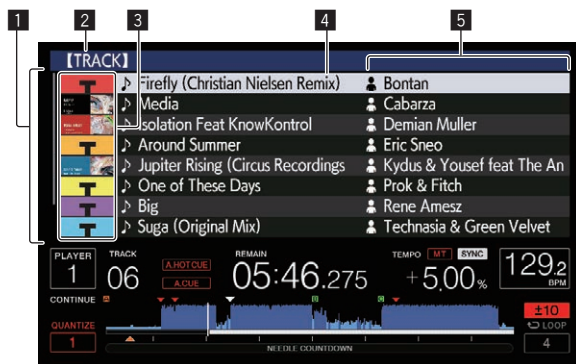 1 2 3 4 5
【TRACK】
T Firefly (Christian Nielsen Remix) Bontan
Media Cabarza
Isolation Feat KnowKontrol Demian Muller
T Around Summer Eric Sneo
Jupiter Rising (Circus Recordings Kydus & Yousef feat The An
T One of These Days Prok & Fitch
T Big Rene Amesz
T Suga (Original Mix) Technasia & Green Velvet
PLAYER 1 TRACK 06 A.HOT CUE A.CUE REMAIN 05:46.275 TEMPO MT SYNC +5.00% 129.2 BPM
CONTINUE A B C ±10
QUANTIZE 1 LOOP 4
NEEDLE COUNTDOWN